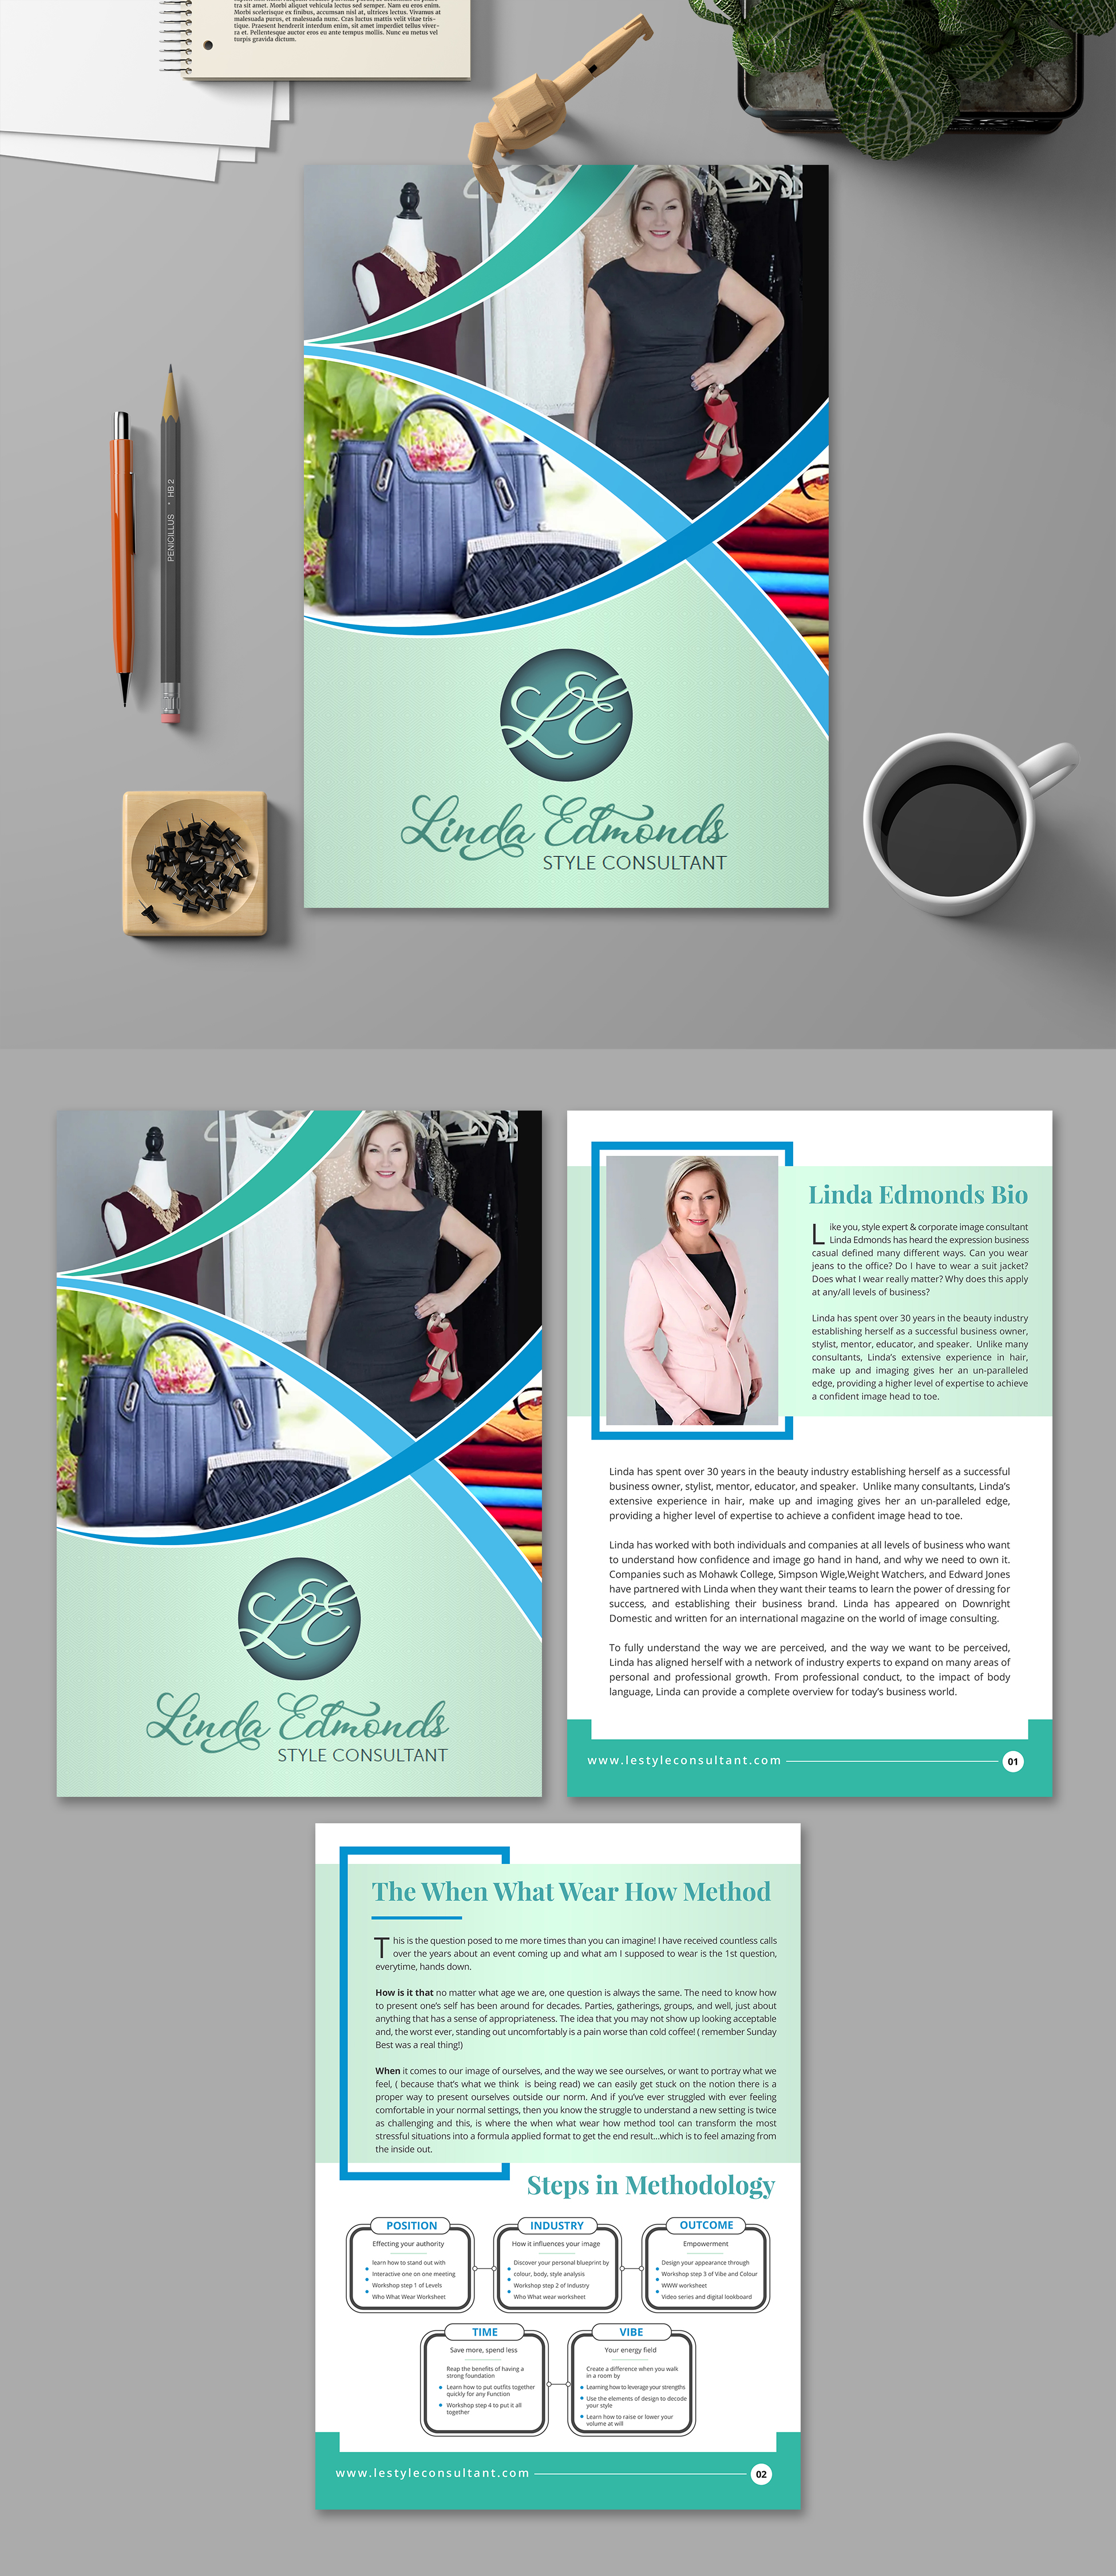 tra sit amet. Morbi aliquet vehicula lectus sed semper. Nam eu eros enim.
Morbi scelerisque ex finibus, accumsan nisl at, ultrices lectus. Vivamus at
malesuada purus, et malesuada nunc. Cras luctus mattis velit vitae tris-
tique. Praesent hendrerit interdum enim, sit amet imperdiet tellus viver-
ra et. Pellentesque auctor eros eu ante tempus mollis. Nunc eu metus vel
turpis gravida dictum.
PENICILLUS * HB 2
LE
Linda Edmonds
STYLE CONSULTANT
LE
Linda Edmonds
STYLE CONSULTANT
Linda Edmonds Bio
Like you, style expert & corporate image consultant
Linda Edmonds has heard the expression business
casual defined many different ways. Can you wear
jeans to the office? Do I have to wear a suit jacket?
Does what I wear really matter? Why does this apply
at any/all levels of business?
Linda has spent over 30 years in the beauty industry
establishing herself as a successful business owner,
stylist, mentor, educator, and speaker. Unlike many
consultants, Linda's extensive experience in hair,
make up and imaging gives her an un-paralleled
edge, providing a higher level of expertise to achieve
a confident image head to toe.
Linda has spent over 30 years in the beauty industry establishing herself as a successful
business owner, stylist, mentor, educator, and speaker. Unlike many consultants, Linda's
extensive experience in hair, make up and imaging gives her an un-paralleled edge,
providing a higher level of expertise to achieve a confident image head to toe.
Linda has worked with both individuals and companies at all levels of business who want
to understand how confidence and image go hand in hand, and why we need to own it.
Companies such as Mohawk College, Simpson Wigle,Weight Watchers, and Edward Jones
have partnered with Linda when they want their teams to learn the power of dressing for
success, and establishing their business brand. Linda has appeared on Downright
Domestic and written for an international magazine on the world of image consulting.
To fully understand the way we are perceived, and the way we want to be perceived,
Linda has aligned herself with a network of industry experts to expand on many areas of
personal and professional growth. From professional conduct, to the impact of body
language, Linda can provide a complete overview for today's business world.
www.lestyleconsultant.com 01
The When What Wear How Method
This is the question posed to me more times than you can imagine! I have received countless calls
over the years about an event coming up and what am I supposed to wear is the 1st question,
everytime, hands down.
How is it that no matter what age we are, one question is always the same. The need to know how
to present one's self has been around for decades. Parties, gatherings, groups, and well, just about
anything that has a sense of appropriateness. The idea that you may not show up looking acceptable
and, the worst ever, standing out uncomfortably is a pain worse than cold coffee! ( remember Sunday
Best was a real thing!)
When it comes to our image of ourselves, and the way we see ourselves, or want to portray what we
feel, ( because that's what we think is being read) we can easily get stuck on the notion there is a
proper way to present ourselves outside our norm. And if you've ever struggled with ever feeling
comfortable in your normal settings, then you know the struggle to understand a new setting is twice
as challenging and this, is where the when what wear how method tool can transform the most
stressful situations into a formula applied format to get the end result...which is to feel amazing from
the inside out.
Steps in Methodology
POSITION
Effecting your authority
learn how to stand out with
Interactive one on one meeting
Workshop step 1 of Levels
Who What Wear Worksheet
INDUSTRY
How it influences your image
Discover your personal blueprint by
colour, body, style analysis
Workshop step 2 of Industry
Who What wear worksheet
OUTCOME
Empowerment
Design your appearance through
Workshop step 3 of Vibe and Colour
WWW worksheet
Video series and digital lookboard
TIME
Save more, spend less
Reap the benefits of having a
strong foundation
Learn how to put outfits together
quickly for any Function
Workshop step 4 to put it all
together
VIBE
Your energy field
Create a difference when you walk
in a room by
Learning how to leverage your strengths
Use the elements of design to decode
your style
Learn how to raise or lower your
volume at will
www.lestyleconsultant.com 02